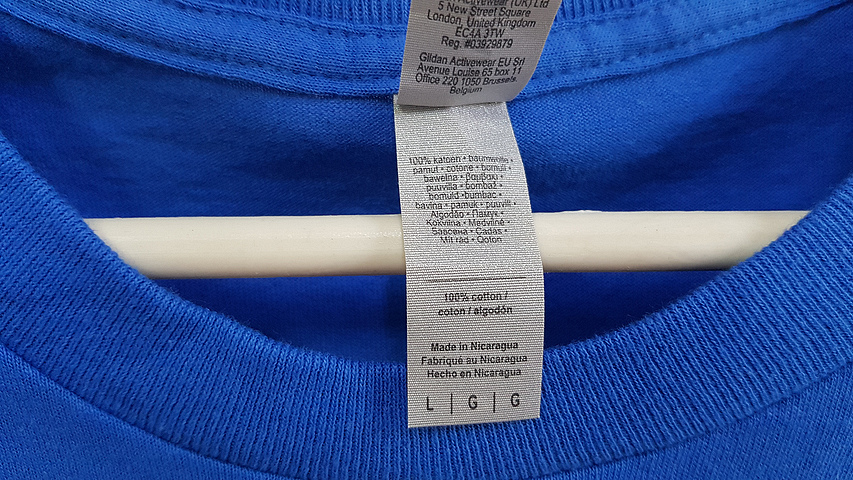 Activewear (UK) Ltd
5 New Street Square
London, United Kingdom
EC4A 3TW
Reg. #03929879
Gildan Activewear EU Srl
Avenue Louise 65 box 11
Office 220 1050 Brussels,
Belgium
100% katoen • baumwolle •
pamut • cotone • bomull •
bawełna • βαμβακι •
puuvilla • bombaž •
bomuld • bumbac •
bavlna • pamuk • puuvill •
Algodão • Памук •
Kokvilna • Medvilnė •
Бавовна • Cadás •
Mit rād • Qoton
100% cotton /
coton / algodón
Made in Nicaragua
Fabriqué au Nicaragua
Hecho en Nicaragua
L | G | G